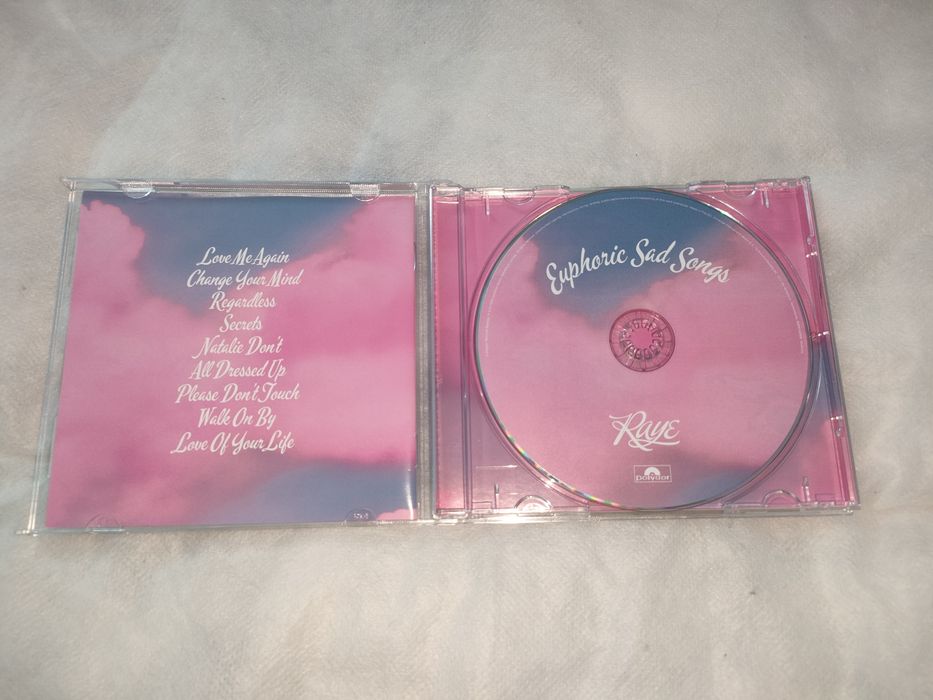 Love Me Again
Change Your Mind
Regardless
Secrets
Natalie Don't
All Dressed Up
Please Don't Touch
Walk On By
Love Of Your Life
Euphoric Sad Songs
RAYE
Polydor